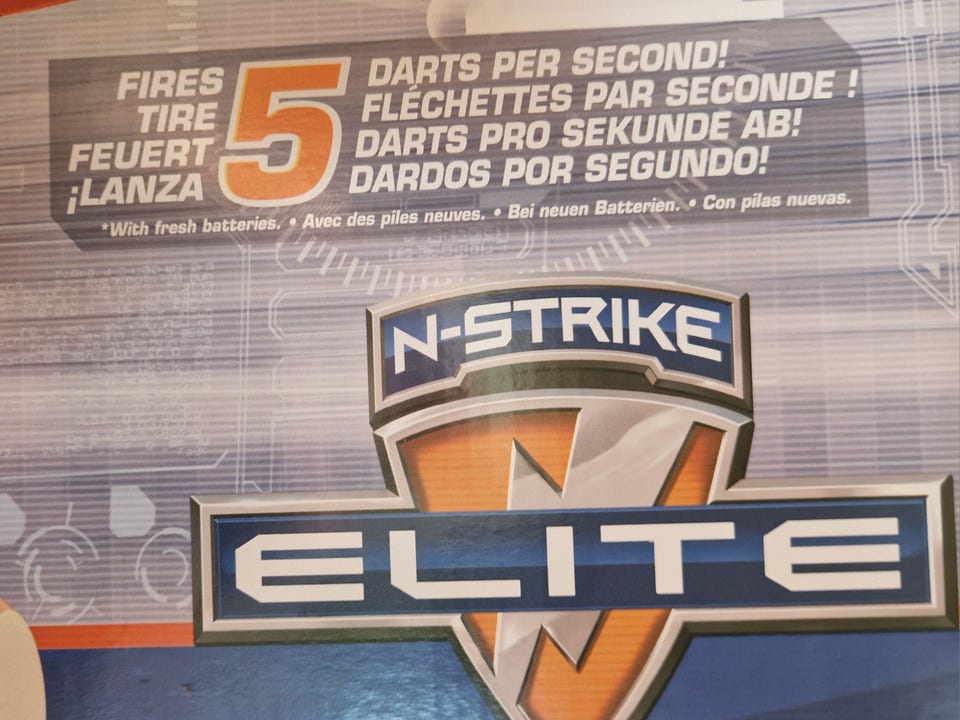 FIRES 5 DARTS PER SECOND!
TIRE FLÉCHETTES PAR SECONDE !
FEUERT DARTS PRO SEKUNDE AB!
¡LANZA DARDOS POR SEGUNDO!
*With fresh batteries. • Avec des piles neuves. • Bei neuen Batterien. • Con pilas nuevas.
N-STRIKE
ELITE